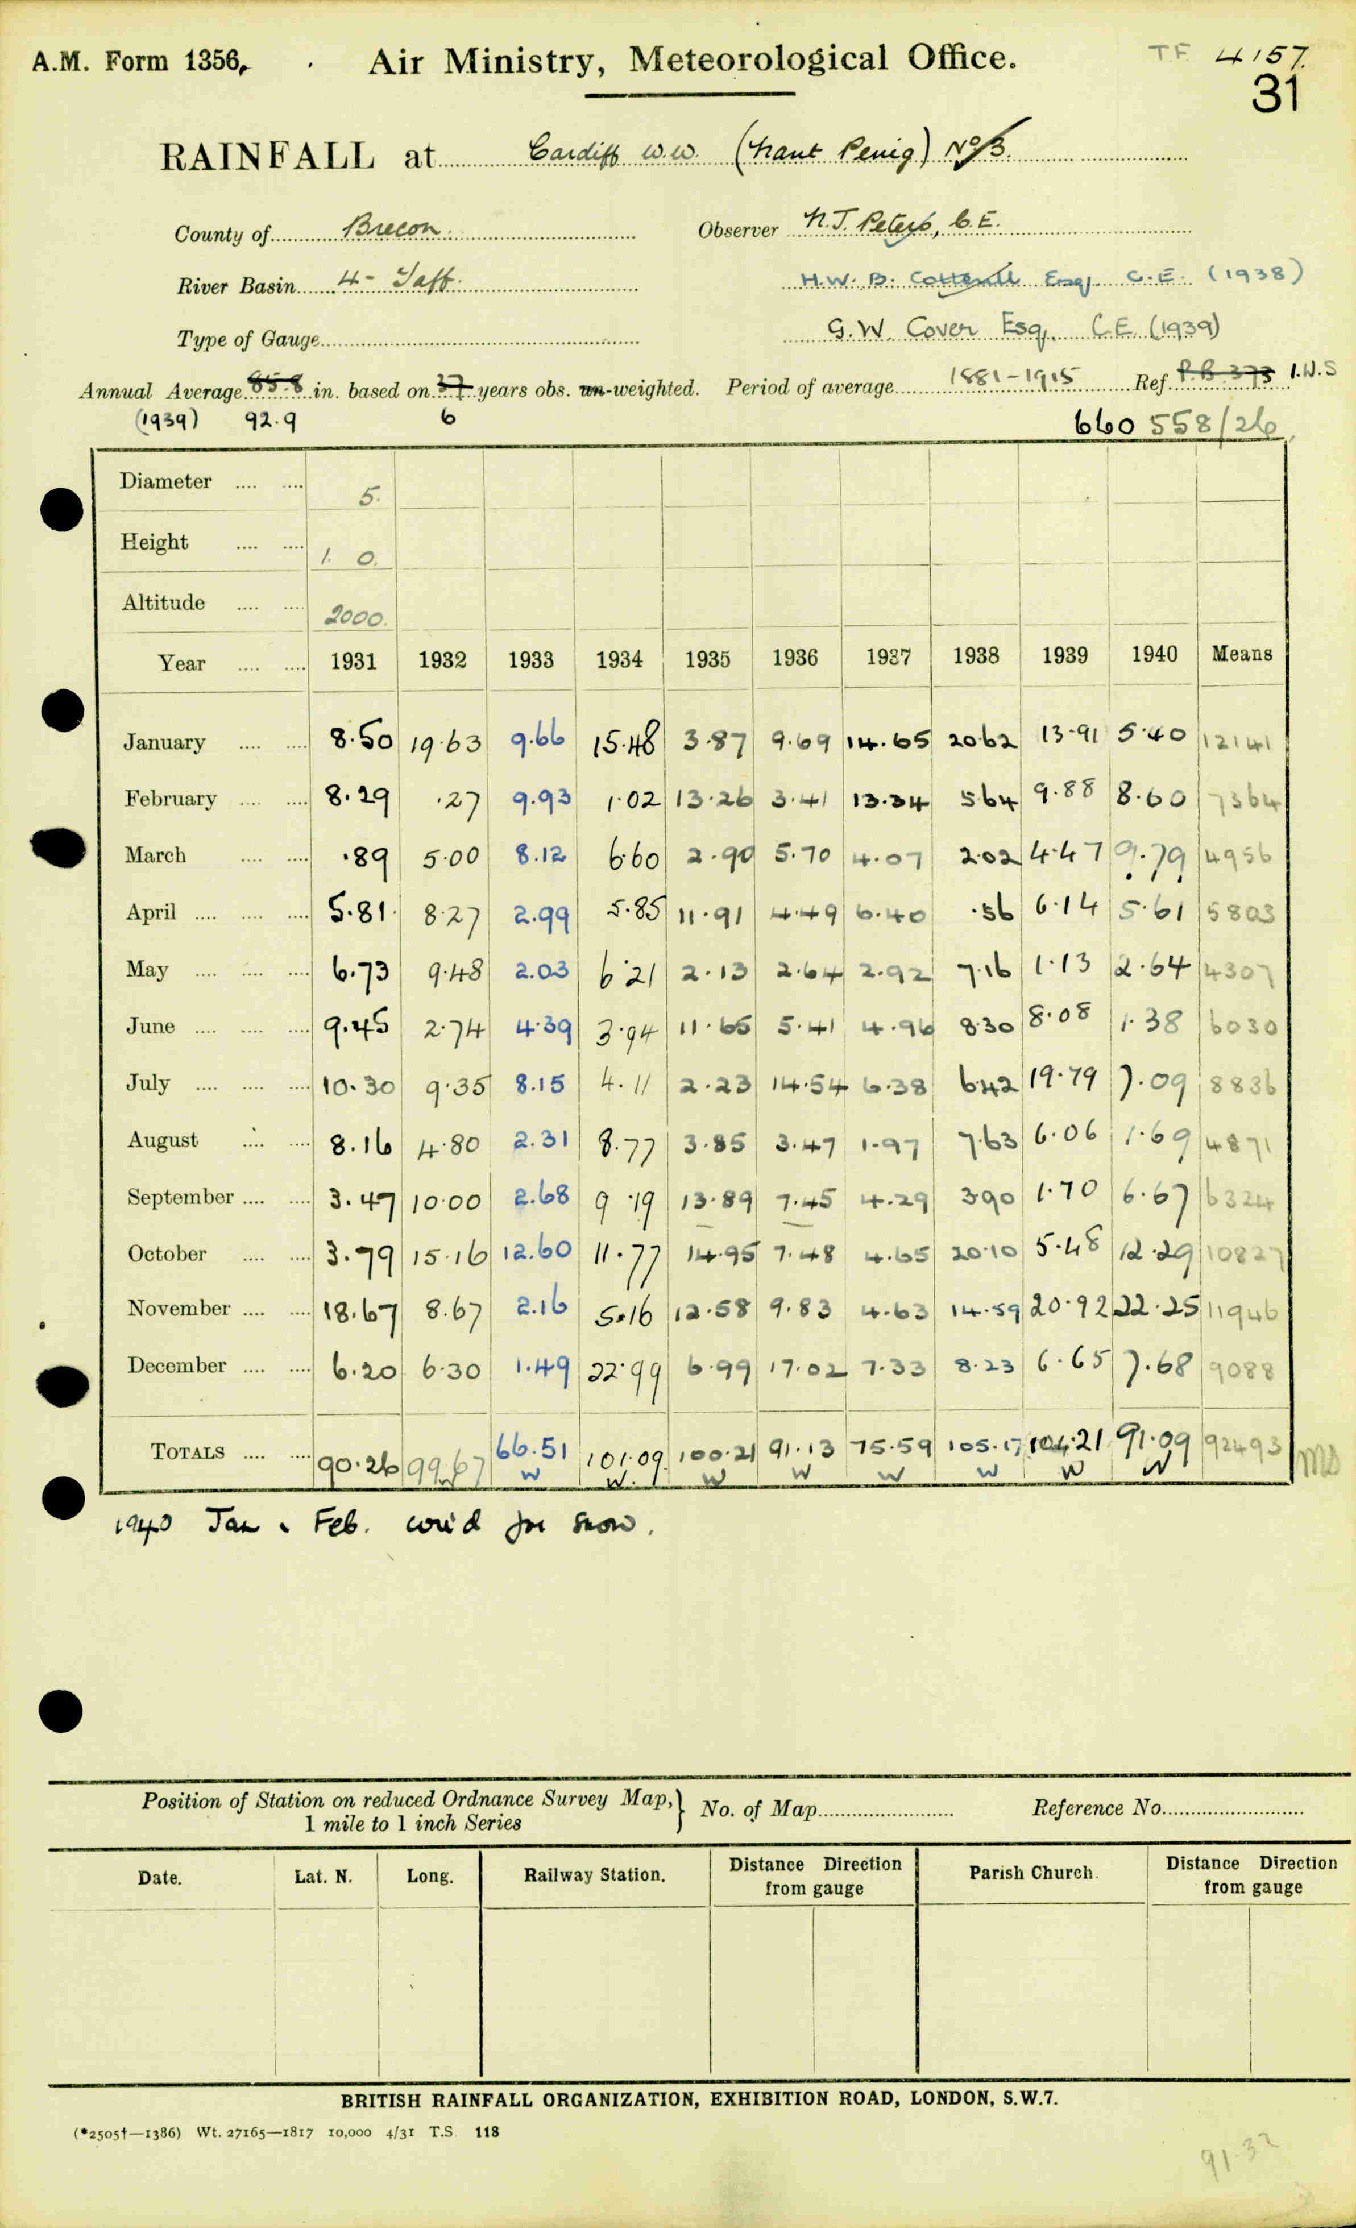 A.M. Form 1356. Air Ministry, Meteorological Office. TF 4157.
31
RAINFALL at Cardiff W.W. (Nant Penig) No 3.
County of Brecon. Observer N.J. Peters, C.E.
River Basin 4- Taff. H.W.B. Cotterill Esq. C.E. (1938)
Type of Gauge G.W. Cover Esq. C.E. (1939)
Annual Average 85.8 in. based on 37 years obs. un-weighted. Period of average 1881-1915 Ref. P.B. 373 I.W.S
(1939) 92.9 6 660 558/26
Diameter 5.
Height 1. 0.
Altitude 2000.
Year 1931 1932 1933 1934 1935 1936 1937 1938 1939 1940 Means
January 8.50 19.63 9.66 15.48 3.87 9.69 14.65 20.62 13.91 5.40 12141
February 8.29 .27 9.93 1.02 13.26 3.41 13.34 5.64 9.88 8.60 7364
March .89 5.00 8.12 6.60 2.90 5.70 4.07 2.02 4.47 9.79 4956
April 5.81 8.27 2.99 5.85 11.91 4.49 6.40 .56 6.14 5.61 5803
May 6.73 9.48 2.03 6.21 2.13 2.64 2.92 7.16 1.13 2.64 4307
June 9.45 2.74 4.39 3.94 11.65 5.41 4.96 8.30 8.08 1.38 6030
July 10.30 9.35 8.15 4.11 2.23 14.54 6.38 6.42 19.79 7.09 8836
August 8.16 4.80 2.31 8.77 3.85 3.47 1.97 7.63 6.06 1.69 4871
September 3.47 10.00 2.68 9.19 13.89 7.45 4.29 3.90 1.70 6.67 6324
October 3.79 15.16 12.60 11.77 14.95 7.48 4.65 20.10 5.48 12.29 10827
November 18.67 8.67 2.16 5.16 12.58 9.83 4.63 14.59 20.92 22.25 11946
December 6.20 6.30 1.49 22.99 6.99 17.02 7.33 8.23 6.65 7.68 9088
TOTALS 90.26 99.67 66.51 101.09 100.21 91.13 75.59 105.17 104.21 91.09 92493 MS
W W W W W W W W W
1940 Jan & Feb. cor'd for snow.
Position of Station on reduced Ordnance Survey Map, } No. of Map Reference No.
1 mile to 1 inch Series
Date. Lat. N. Long. Railway Station. Distance Direction Parish Church. Distance Direction
from gauge from gauge
BRITISH RAINFALL ORGANIZATION, EXHIBITION ROAD, LONDON, S.W.7.
(*2505†—1386) Wt. 27165—1817 10,000 4/31 T.S. 118
91.32